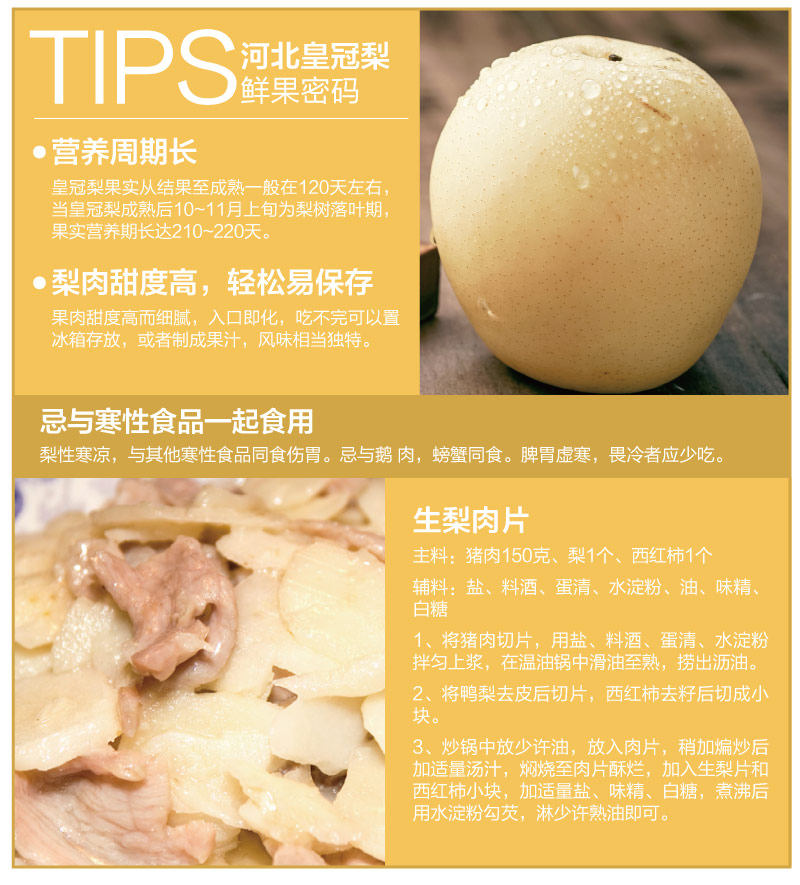 TIPS
河北皇冠梨
鲜果密码
●营养周期长
皇冠梨果实从结果至成熟一般在120天左右，
当皇冠梨成熟后10~11月上旬为梨树落叶期，
果实营养期长达210~220天。
●梨肉甜度高，轻松易保存
果肉甜度高而细腻，入口即化，吃不完可以置
冰箱存放，或者制成果汁，风味相当独特。
忌与寒性食品一起食用
梨性寒凉，与其他寒性食品同食伤胃。忌与鹅 肉，螃蟹同食。脾胃虚寒，畏冷者应少吃。
生梨肉片
主料：猪肉150克、梨1个、西红柿1个
辅料：盐、料酒、蛋清、水淀粉、油、味精、
白糖
1、将猪肉切片，用盐、料酒、蛋清、水淀粉
拌匀上浆，在温油锅中滑油至熟，捞出沥油。
2、将鸭梨去皮后切片，西红柿去籽后切成小
块。
3、炒锅中放少许油，放入肉片，稍加煸炒后
加适量汤汁，焖烧至肉片酥烂，加入生梨片和
西红柿小块，加适量盐、味精、白糖，煮沸后
用水淀粉勾芡，淋少许熟油即可。